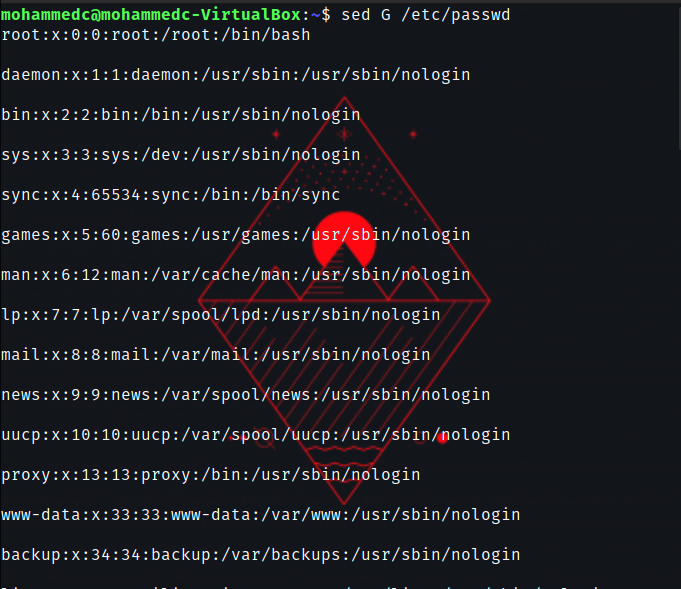 mohammedc@mohammedc-VirtualBox:~$ sed G /etc/passwd
root:x:0:0:root:/root:/bin/bash
daemon:x:1:1:daemon:/usr/sbin:/usr/sbin/nologin
bin:x:2:2:bin:/bin:/usr/sbin/nologin
sys:x:3:3:sys:/dev:/usr/sbin/nologin
sync:x:4:65534:sync:/bin:/bin/sync
games:x:5:60:games:/usr/games:/usr/sbin/nologin
man:x:6:12:man:/var/cache/man:/usr/sbin/nologin
lp:x:7:7:lp:/var/spool/lpd:/usr/sbin/nologin
mail:x:8:8:mail:/var/mail:/usr/sbin/nologin
news:x:9:9:news:/var/spool/news:/usr/sbin/nologin
uucp:x:10:10:uucp:/var/spool/uucp:/usr/sbin/nologin
proxy:x:13:13:proxy:/bin:/usr/sbin/nologin
www-data:x:33:33:www-data:/var/www:/usr/sbin/nologin
backup:x:34:34:backup:/var/backups:/usr/sbin/nologin